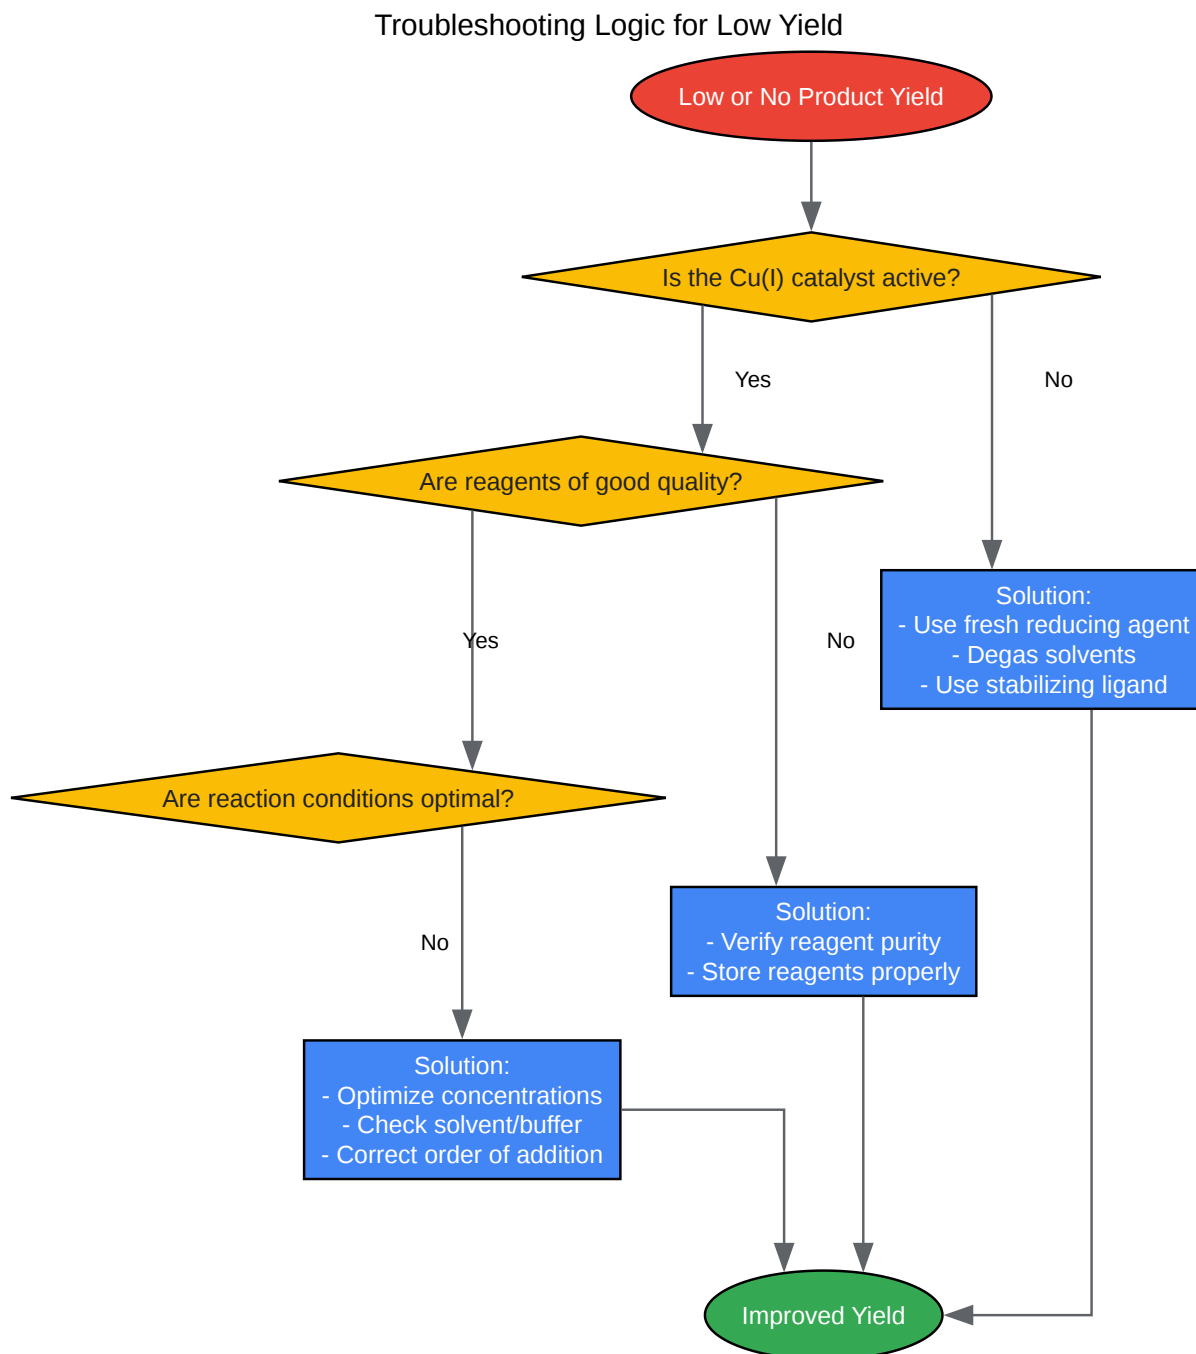 Troubleshooting Logic for Low Yield
Low or No Product Yield
Is the Cu(I) catalyst active?
Yes
No
Are reagents of good quality?
Solution:
- Use fresh reducing agent
- Degas solvents
- Use stabilizing ligand
Yes
No
Are reaction conditions optimal?
Solution:
- Verify reagent purity
- Store reagents properly
No
Solution:
- Optimize concentrations
- Check solvent/buffer
- Correct order of addition
Improved Yield